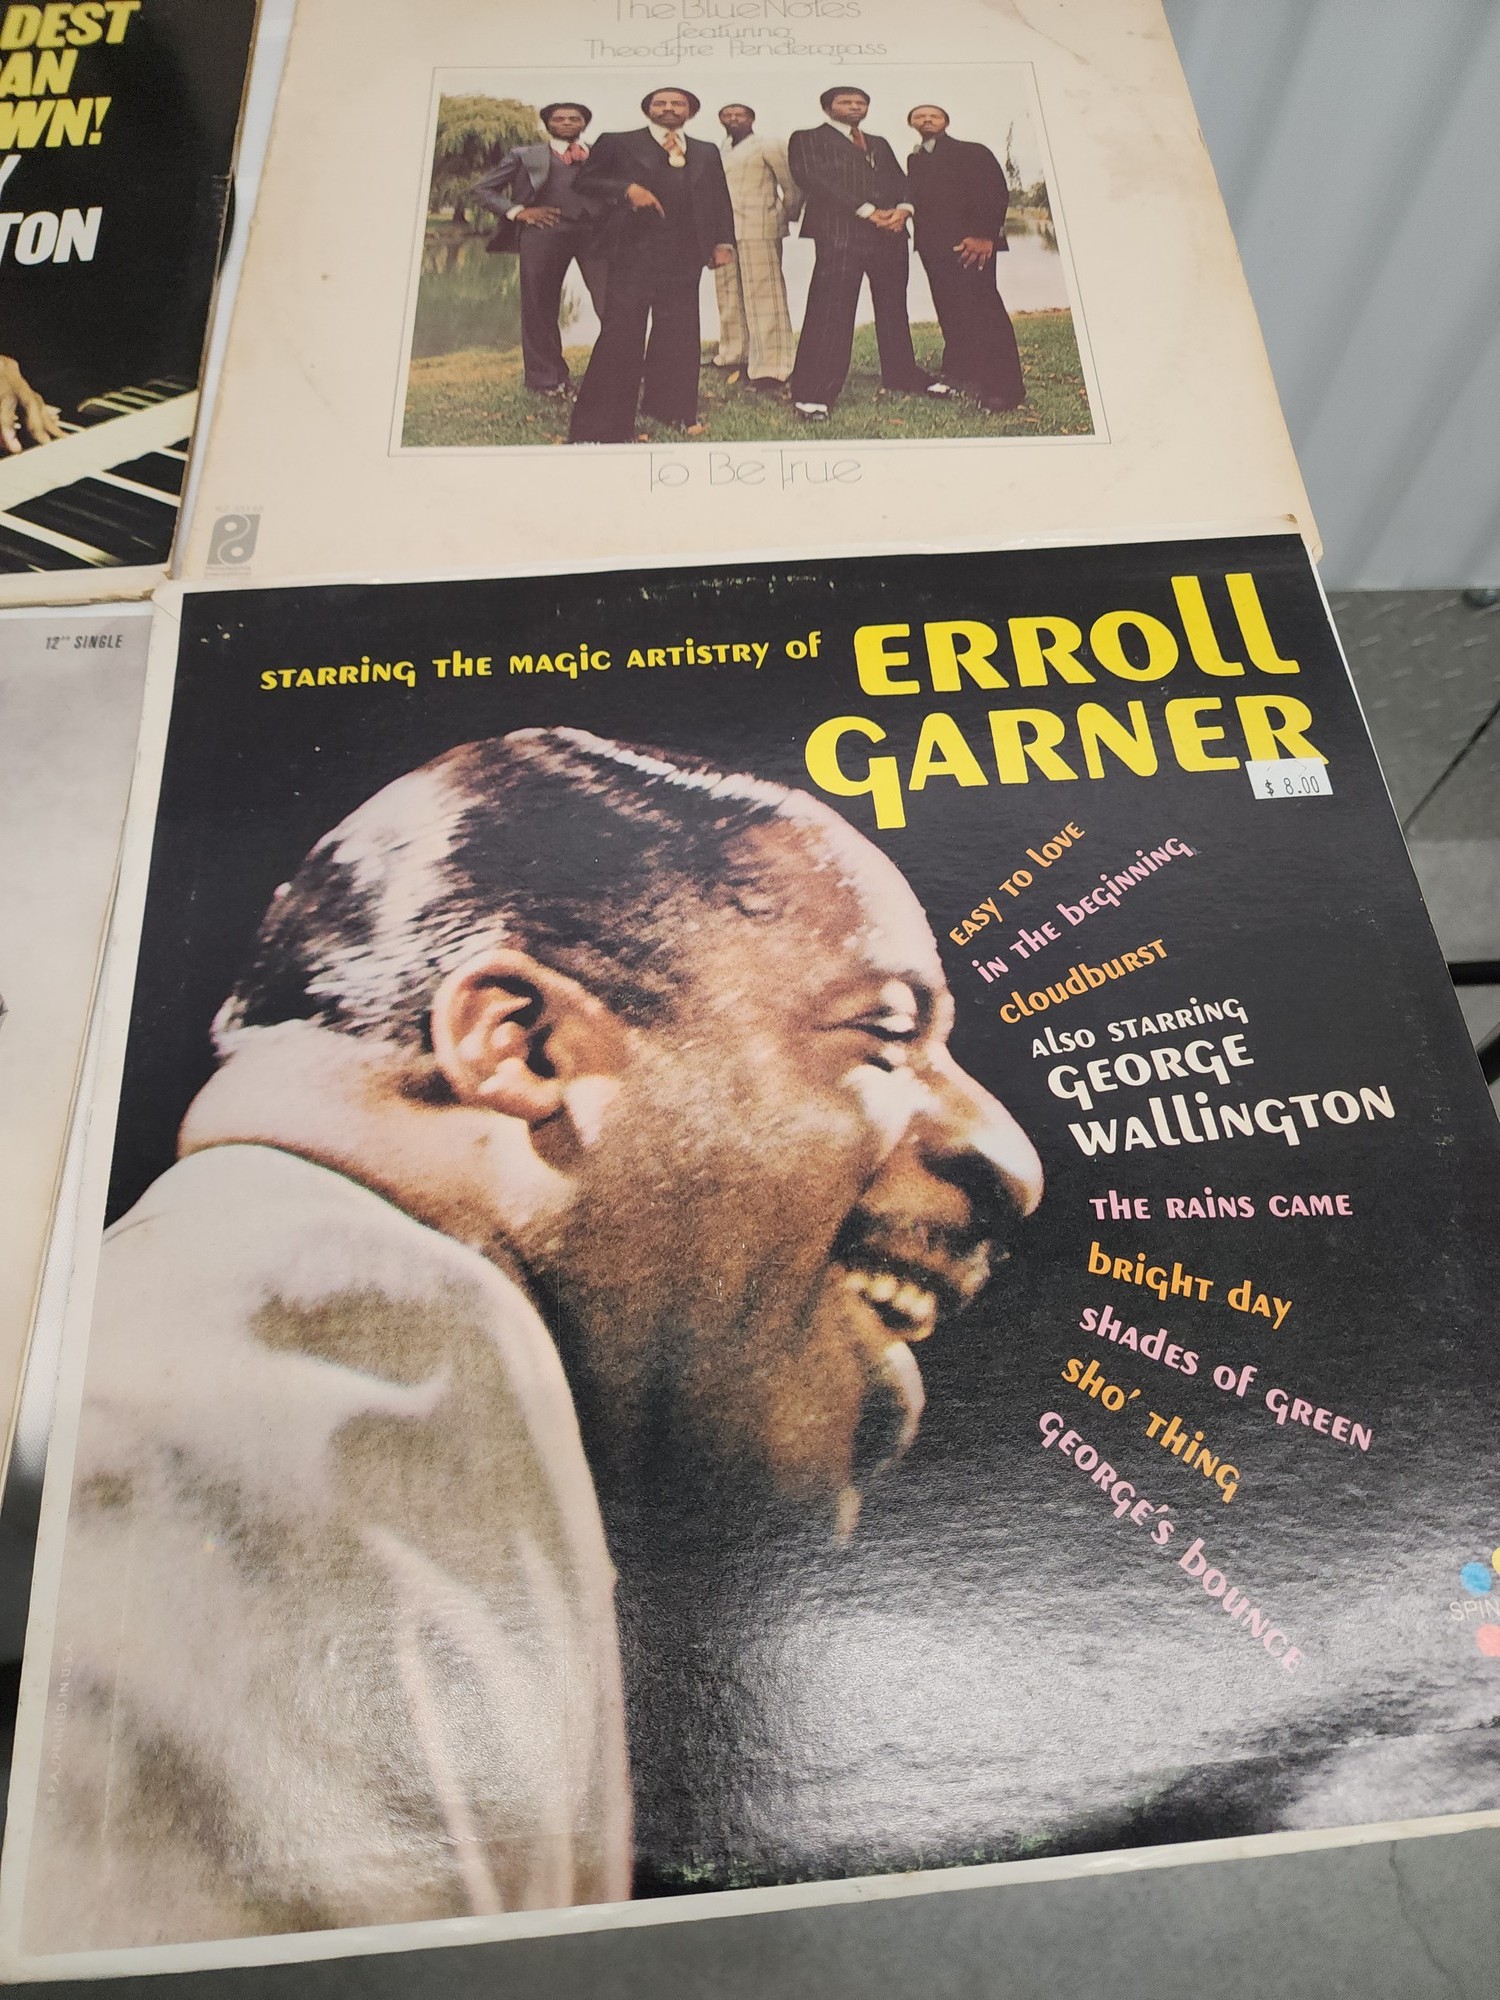 DEST
AN
WN!
Y
TON
The BlueNotes
featuring
Theodore Pendergrass
To Be True
12" SINGLE
STARRING THE MAGIC ARTISTRY OF
ERROLL
GARNER
$ 8.00
EASY TO LOVE
IN THE BEGINNING
CLOUDBURST
ALSO STARRING
GEORGE
WALLINGTON
THE RAINS CAME
BRIGHT DAY
SHADES OF GREEN
SHO' THING
GEORGE'S BOUNCE
SPIN